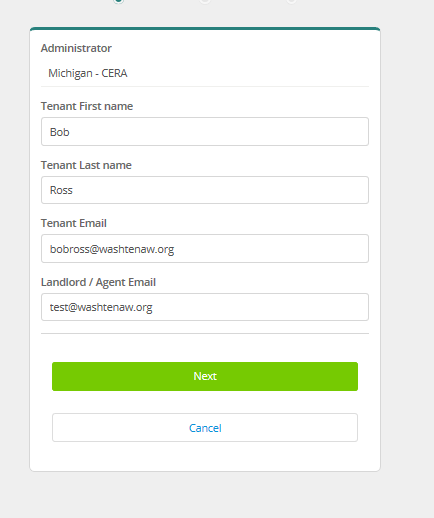 Administrator
Michigan - CERA
Tenant First name
Bob
Tenant Last name
Ross
Tenant Email
bobross@washtenaw.org
Landlord / Agent Email
test@washtenaw.org
Next
Cancel